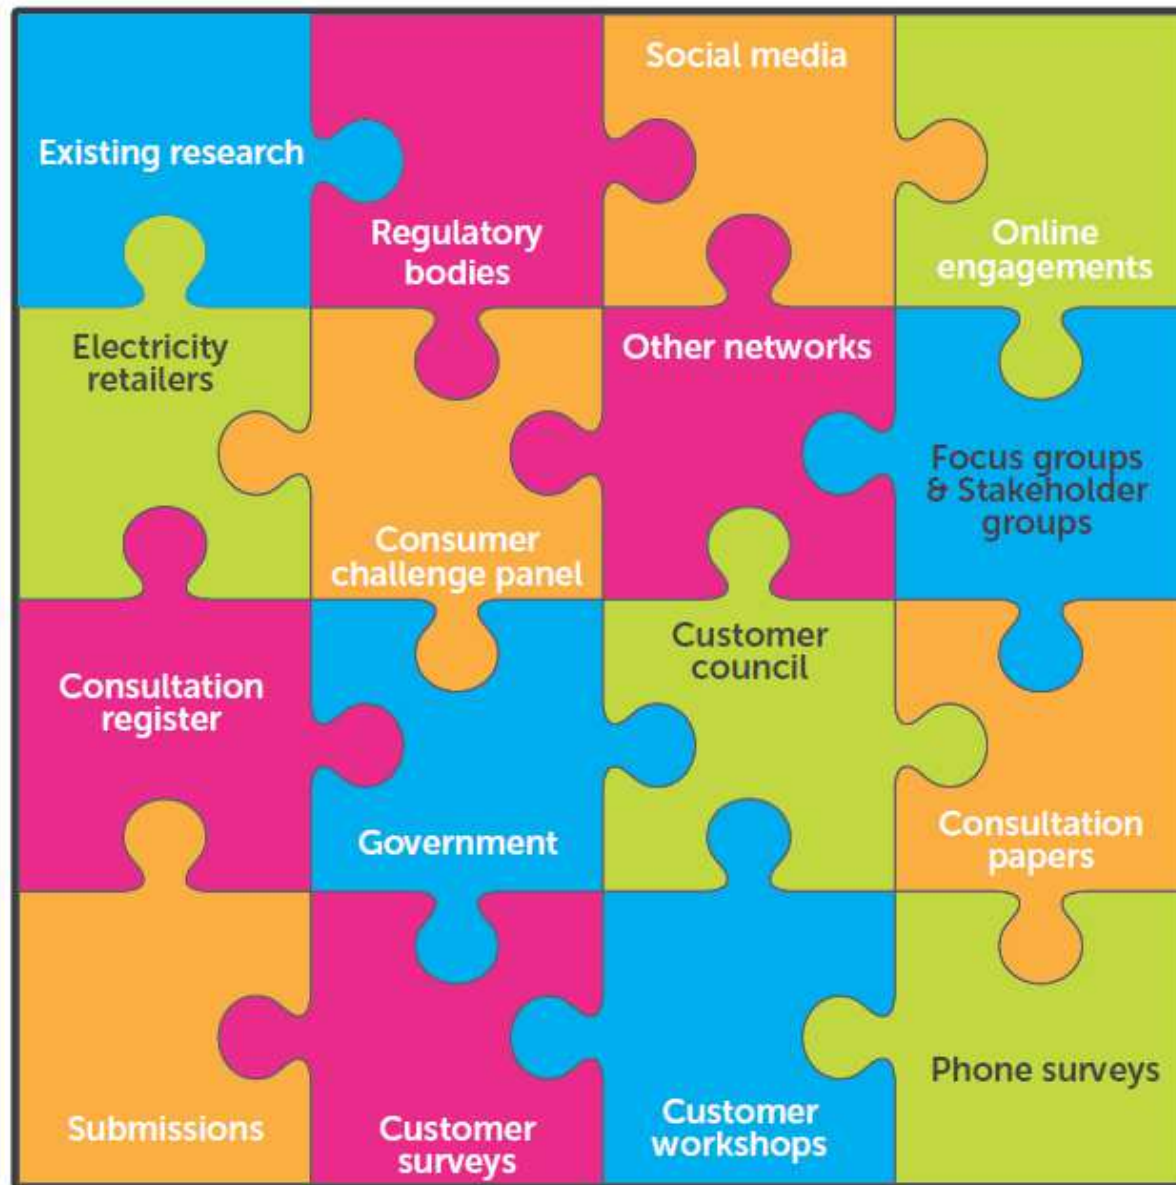 Existing research
Regulatory
bodies
Social media
Online
engagements
Electricity
retailers
Consumer
challenge panel
Other networks
Focus groups
& Stakeholder
groups
Consultation
register
Government
Customer
council
Consultation
papers
Submissions
Customer
surveys
Customer
workshops
Phone surveys